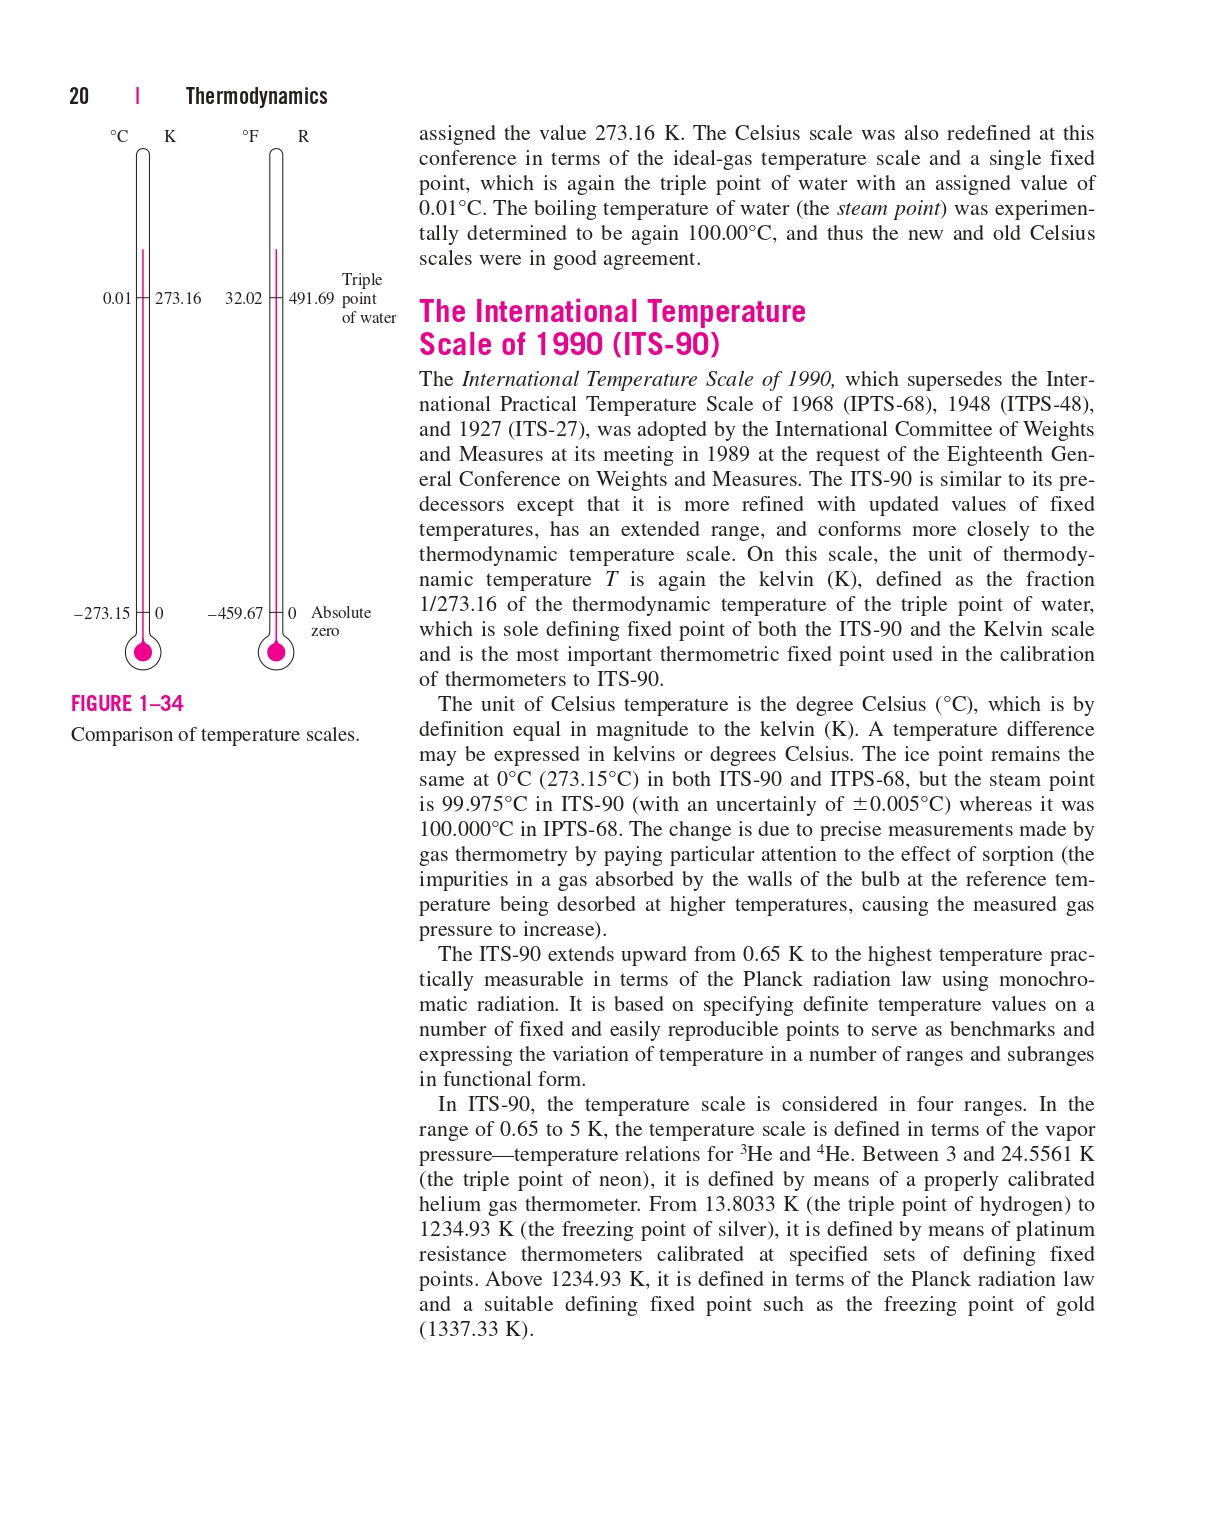 20 | Thermodynamics
°C K °F R
0.01 273.16 32.02 491.69 Triple
point
of water
−273.15 0 −459.67 0 Absolute
zero
FIGURE 1–34
Comparison of temperature scales.
assigned the value 273.16 K. The Celsius scale was also redefined at this
conference in terms of the ideal-gas temperature scale and a single fixed
point, which is again the triple point of water with an assigned value of
0.01°C. The boiling temperature of water (the steam point) was experimen-
tally determined to be again 100.00°C, and thus the new and old Celsius
scales were in good agreement.
The International Temperature
Scale of 1990 (ITS-90)
The International Temperature Scale of 1990, which supersedes the Inter-
national Practical Temperature Scale of 1968 (IPTS-68), 1948 (ITPS-48),
and 1927 (ITS-27), was adopted by the International Committee of Weights
and Measures at its meeting in 1989 at the request of the Eighteenth Gen-
eral Conference on Weights and Measures. The ITS-90 is similar to its pre-
decessors except that it is more refined with updated values of fixed
temperatures, has an extended range, and conforms more closely to the
thermodynamic temperature scale. On this scale, the unit of thermody-
namic temperature T is again the kelvin (K), defined as the fraction
1/273.16 of the thermodynamic temperature of the triple point of water,
which is sole defining fixed point of both the ITS-90 and the Kelvin scale
and is the most important thermometric fixed point used in the calibration
of thermometers to ITS-90.
The unit of Celsius temperature is the degree Celsius (°C), which is by
definition equal in magnitude to the kelvin (K). A temperature difference
may be expressed in kelvins or degrees Celsius. The ice point remains the
same at 0°C (273.15°C) in both ITS-90 and ITPS-68, but the steam point
is 99.975°C in ITS-90 (with an uncertainly of ±0.005°C) whereas it was
100.000°C in IPTS-68. The change is due to precise measurements made by
gas thermometry by paying particular attention to the effect of sorption (the
impurities in a gas absorbed by the walls of the bulb at the reference tem-
perature being desorbed at higher temperatures, causing the measured gas
pressure to increase).
The ITS-90 extends upward from 0.65 K to the highest temperature prac-
tically measurable in terms of the Planck radiation law using monochro-
matic radiation. It is based on specifying definite temperature values on a
number of fixed and easily reproducible points to serve as benchmarks and
expressing the variation of temperature in a number of ranges and subranges
in functional form.
In ITS-90, the temperature scale is considered in four ranges. In the
range of 0.65 to 5 K, the temperature scale is defined in terms of the vapor
pressure—temperature relations for ³He and ⁴He. Between 3 and 24.5561 K
(the triple point of neon), it is defined by means of a properly calibrated
helium gas thermometer. From 13.8033 K (the triple point of hydrogen) to
1234.93 K (the freezing point of silver), it is defined by means of platinum
resistance thermometers calibrated at specified sets of defining fixed
points. Above 1234.93 K, it is defined in terms of the Planck radiation law
and a suitable defining fixed point such as the freezing point of gold
(1337.33 K).